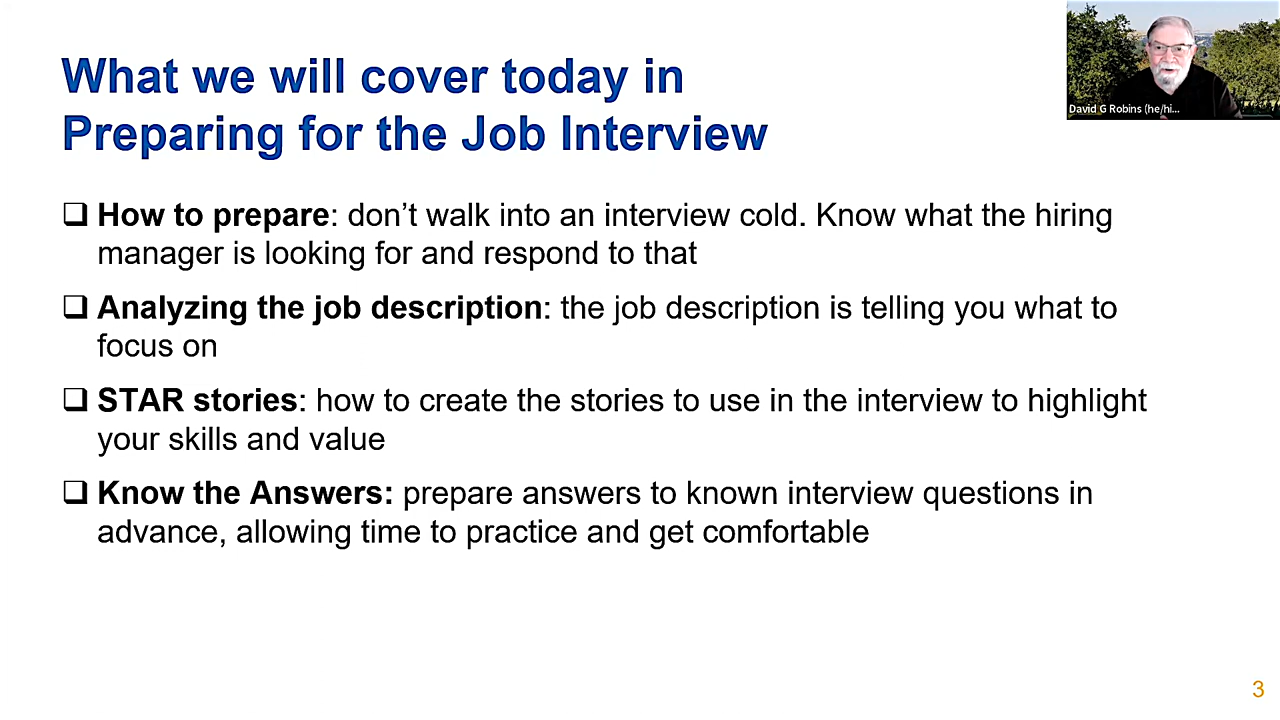 What we will cover today in
Preparing for the Job Interview
David G Robins (he/hi...
❑ How to prepare: don’t walk into an interview cold. Know what the hiring
manager is looking for and respond to that
❑ Analyzing the job description: the job description is telling you what to
focus on
❑ STAR stories: how to create the stories to use in the interview to highlight
your skills and value
❑ Know the Answers: prepare answers to known interview questions in
advance, allowing time to practice and get comfortable
3